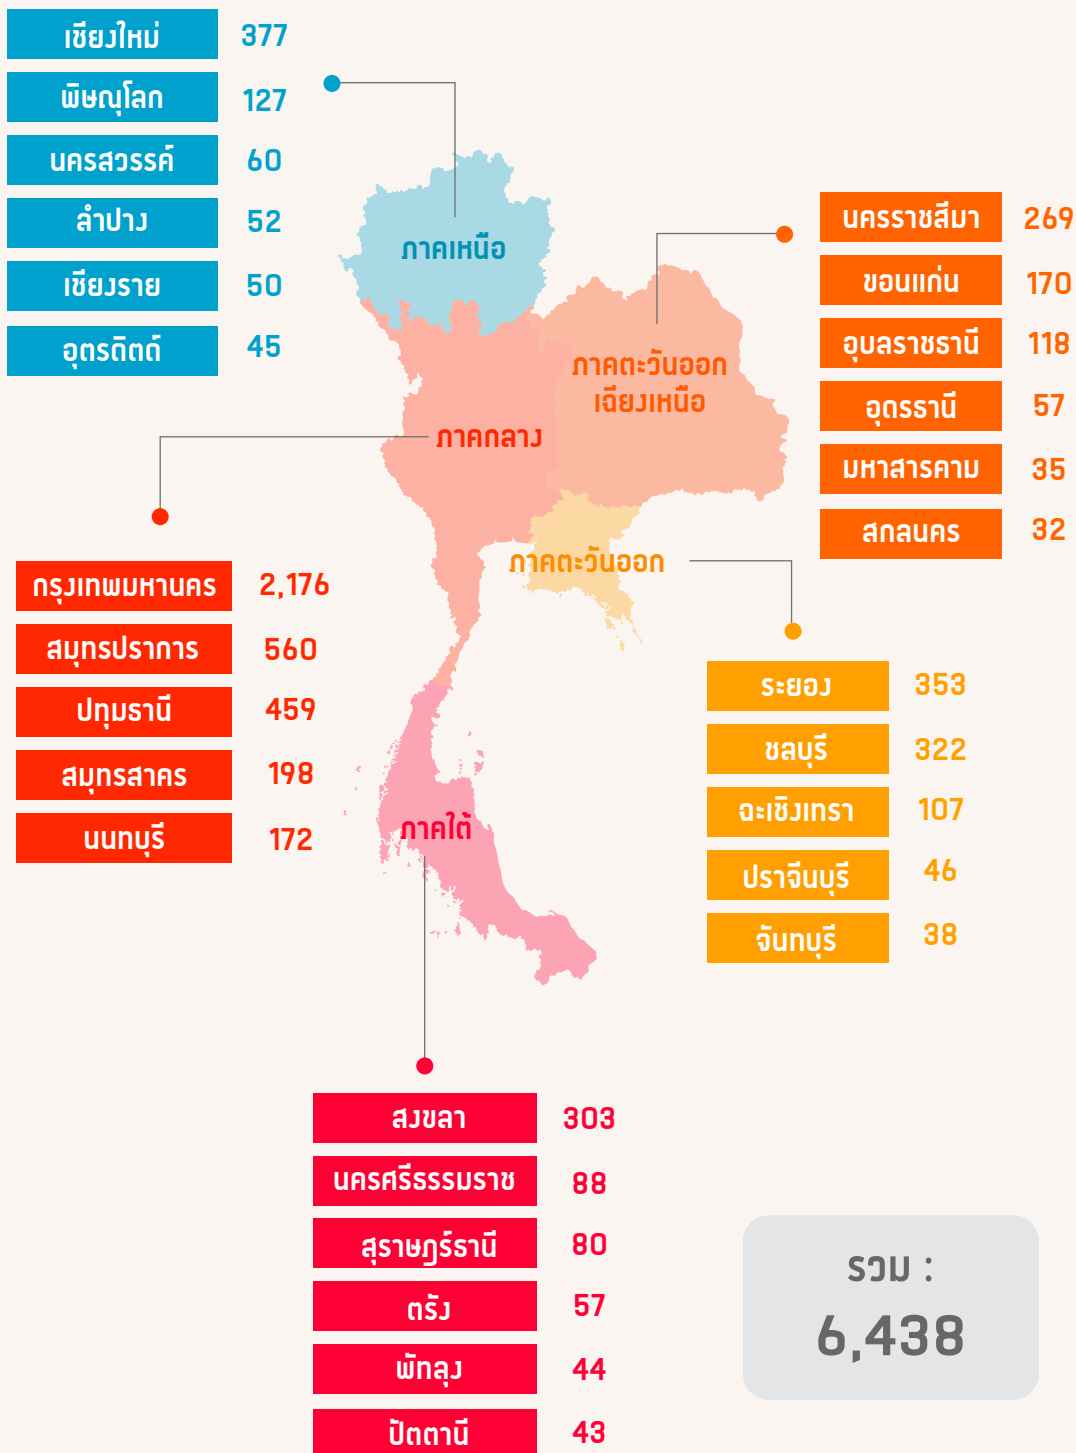 เชียงใหม่ 377
พิษณุโลก 127
นครสวรรค์ 60
ลำปาง 52
เชียงราย 50
อุตรดิตถ์ 45
ภาคเหนือ
นครราชสีมา 269
ขอนแก่น 170
อุบลราชธานี 118
อุดรธานี 57
มหาสารคาม 35
สกลนคร 32
ภาคตะวันออก
เฉียงเหนือ
ภาคกลาง
กรุงเทพมหานคร 2,176
สมุทรปราการ 560
ปทุมธานี 459
สมุทรสาคร 198
นนทบุรี 172
ภาคตะวันออก
ระยอง 353
ชลบุรี 322
ฉะเชิงเทรา 107
ปราจีนบุรี 46
จันทบุรี 38
ภาคใต้
สงขลา 303
นครศรีธรรมราช 88
สุราษฎร์ธานี 80
ตรัง 57
พัทลุง 44
ปัตตานี 43
รวม :
6,438